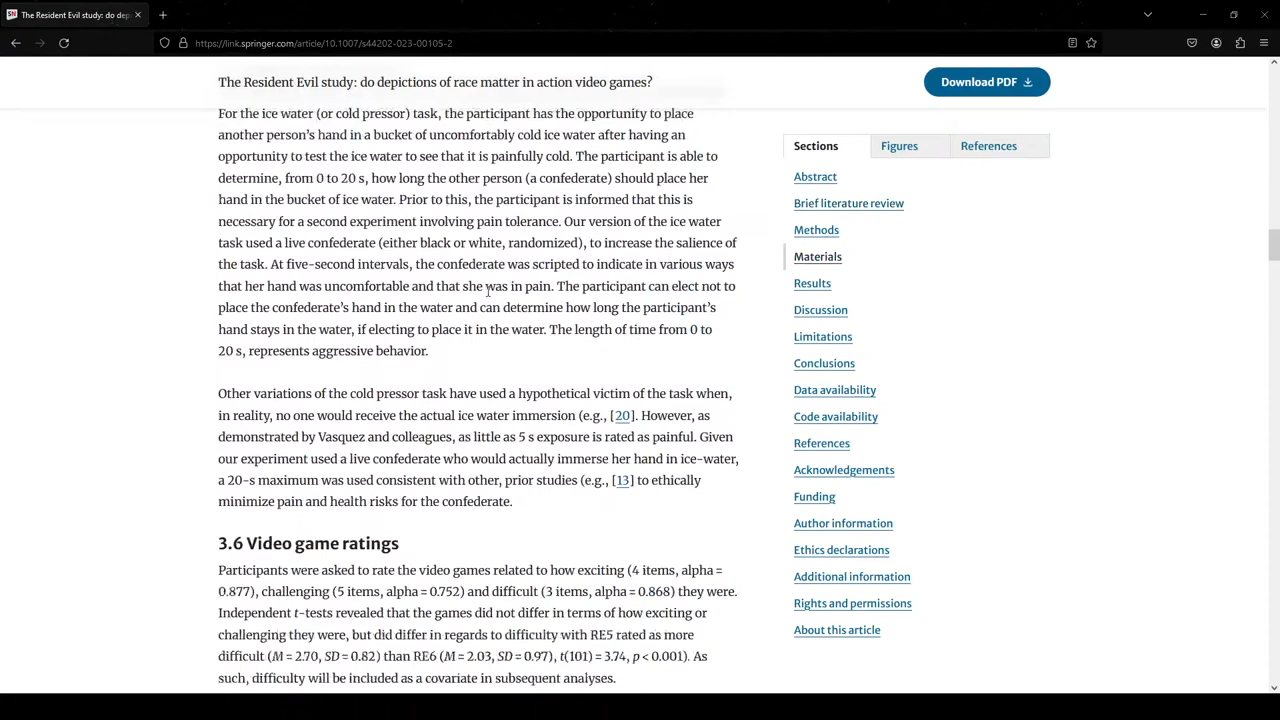 The Resident Evil study: do dep
https://link.springer.com/article/10.1007/s44202-023-00105-2
The Resident Evil study: do depictions of race matter in action video games?
Download PDF
For the ice water (or cold pressor) task, the participant has the opportunity to place
another person's hand in a bucket of uncomfortably cold ice water after having an
opportunity to test the ice water to see that it is painfully cold. The participant is able to
determine, from 0 to 20 s, how long the other person (a confederate) should place her
hand in the bucket of ice water. Prior to this, the participant is informed that this is
necessary for a second experiment involving pain tolerance. Our version of the ice water
task used a live confederate (either black or white, randomized), to increase the salience of
the task. At five-second intervals, the confederate was scripted to indicate in various ways
that her hand was uncomfortable and that she was in pain. The participant can elect not to
place the confederate's hand in the water and can determine how long the participant's
hand stays in the water, if electing to place it in the water. The length of time from 0 to
20 s, represents aggressive behavior.
Other variations of the cold pressor task have used a hypothetical victim of the task when,
in reality, no one would receive the actual ice water immersion (e.g., [20]. However, as
demonstrated by Vasquez and colleagues, as little as 5 s exposure is rated as painful. Given
our experiment used a live confederate who would actually immerse her hand in ice-water,
a 20-s maximum was used consistent with other, prior studies (e.g., [13] to ethically
minimize pain and health risks for the confederate.
3.6 Video game ratings
Participants were asked to rate the video games related to how exciting (4 items, alpha =
0.877), challenging (5 items, alpha = 0.752) and difficult (3 items, alpha = 0.868) they were.
Independent t-tests revealed that the games did not differ in terms of how exciting or
challenging they were, but did differ in regards to difficulty with RE5 rated as more
difficult (M = 2.70, SD = 0.82) than RE6 (M = 2.03, SD = 0.97), t(101) = 3.74, p < 0.001). As
such, difficulty will be included as a covariate in subsequent analyses.
Sections
Figures
References
Abstract
Brief literature review
Methods
Materials
Results
Discussion
Limitations
Conclusions
Data availability
Code availability
References
Acknowledgements
Funding
Author information
Ethics declarations
Additional information
Rights and permissions
About this article